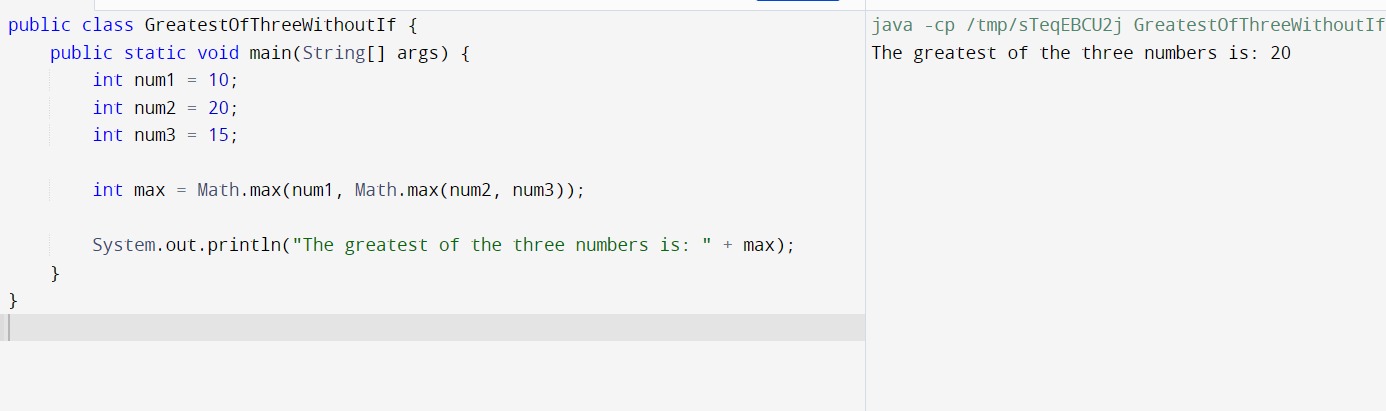 public class GreatestOfThreeWithoutIf {
    public static void main(String[] args) {
        int num1 = 10;
        int num2 = 20;
        int num3 = 15;
        int max = Math.max(num1, Math.max(num2, num3));
        System.out.println("The greatest of the three numbers is: " + max);
    }
}
java -cp /tmp/sTeqEBCU2j GreatestOfThreeWithoutIf
The greatest of the three numbers is: 20